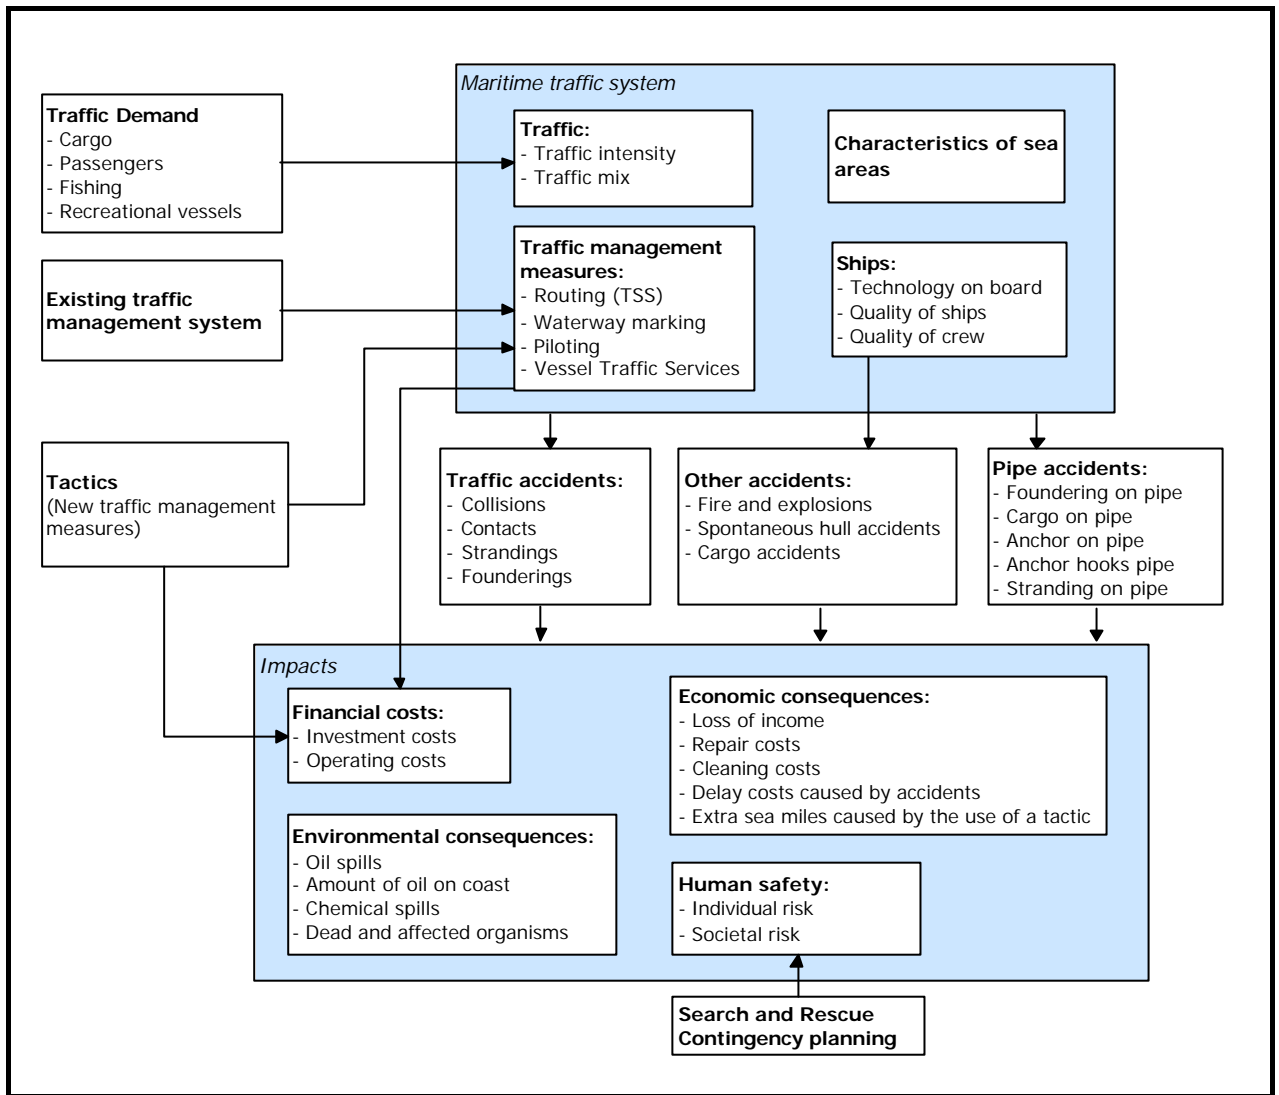 Maritime traffic system
Traffic Demand
- Cargo
- Passengers
- Fishing
- Recreational vessels
Traffic:
- Traffic intensity
- Traffic mix
Characteristics of sea
areas
Existing traffic
management system
Traffic management
measures:
- Routing (TSS)
- Waterway marking
- Piloting
- Vessel Traffic Services
Ships:
- Technology on board
- Quality of ships
- Quality of crew
Tactics
(New traffic management
measures)
Traffic accidents:
- Collisions
- Contacts
- Strandings
- Founderings
Other accidents:
- Fire and explosions
- Spontaneous hull accidents
- Cargo accidents
Pipe accidents:
- Foundering on pipe
- Cargo on pipe
- Anchor on pipe
- Anchor hooks pipe
- Stranding on pipe
Impacts
Financial costs:
- Investment costs
- Operating costs
Economic consequences:
- Loss of income
- Repair costs
- Cleaning costs
- Delay costs caused by accidents
- Extra sea miles caused by the use of a tactic
Environmental consequences:
- Oil spills
- Amount of oil on coast
- Chemical spills
- Dead and affected organisms
Human safety:
- Individual risk
- Societal risk
Search and Rescue
Contingency planning